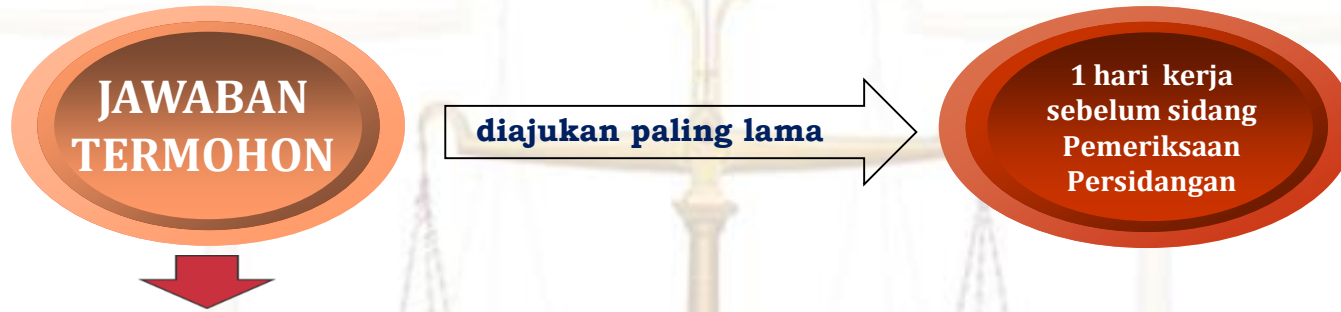 JAWABAN
TERMOHON
diajukan paling lama
1 hari kerja
sebelum sidang
Pemeriksaan
Persidangan